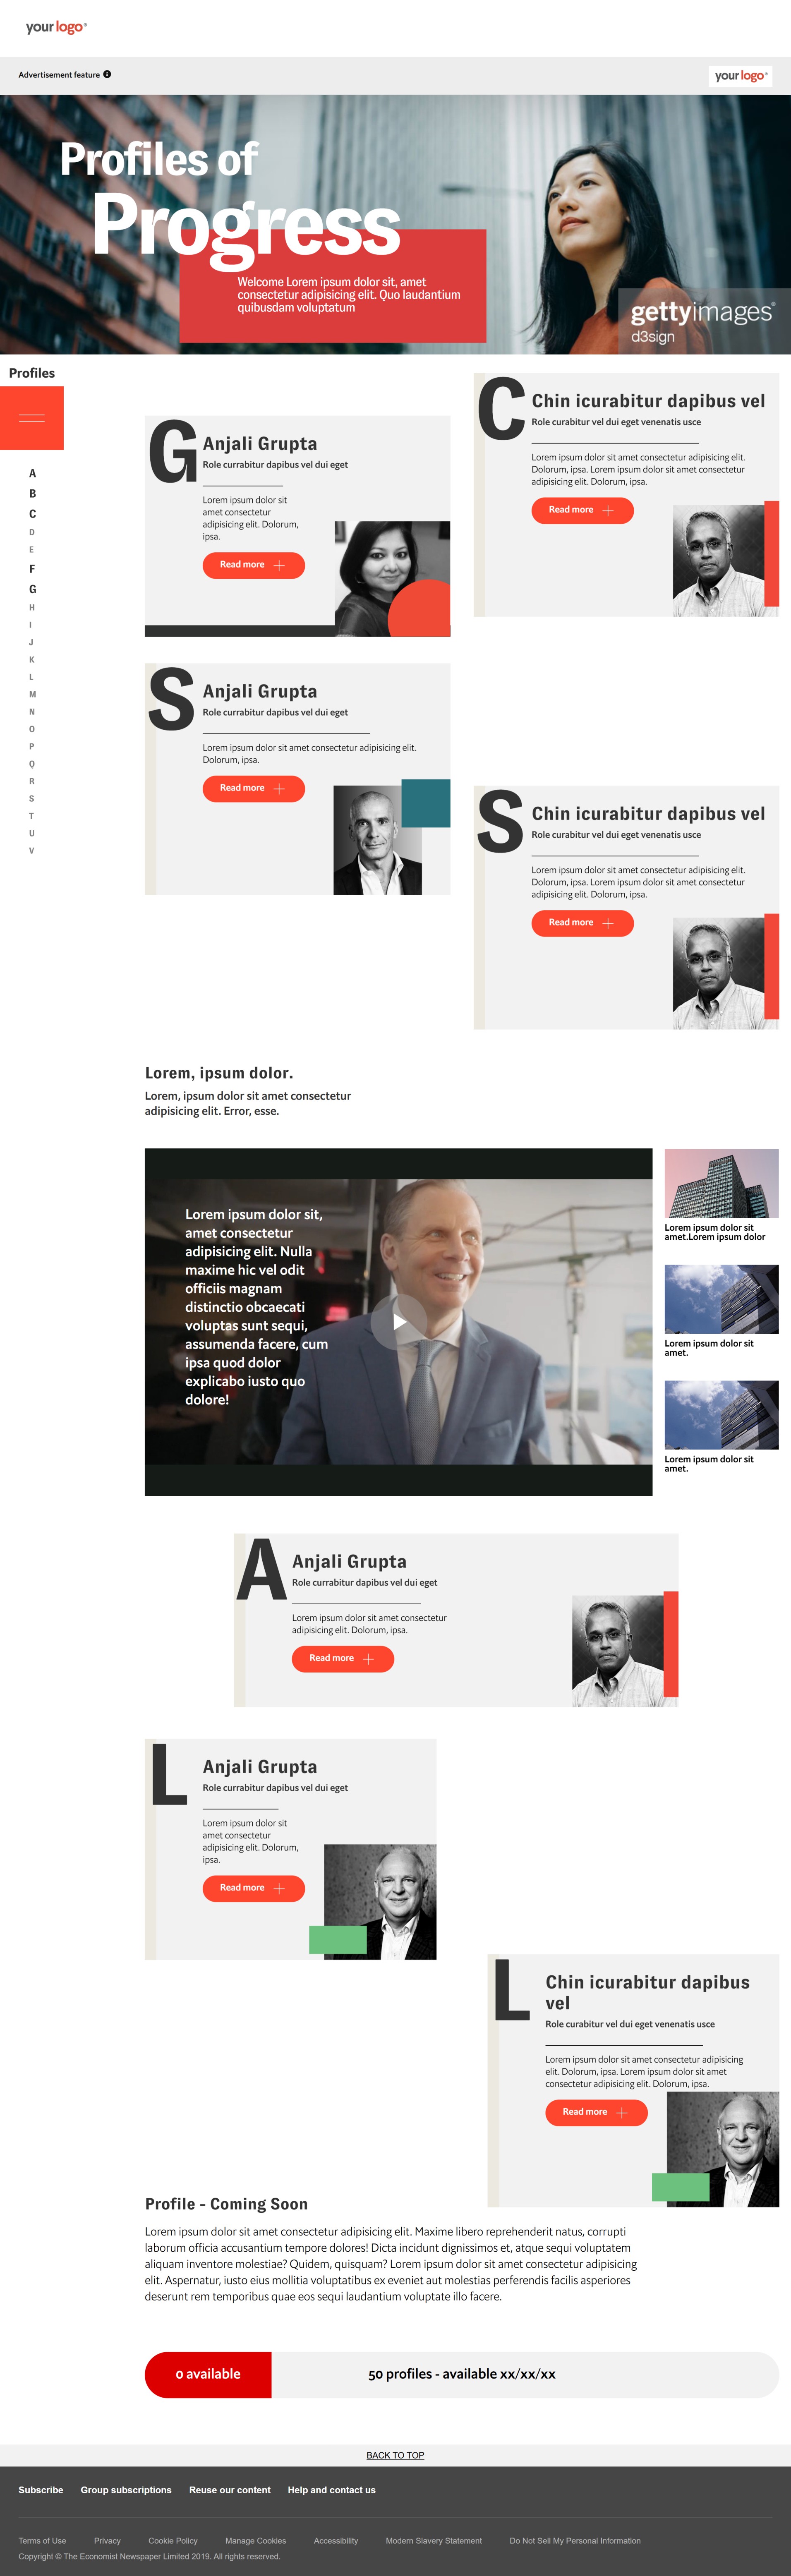 your logo®
Advertisement feature
your logo®
Profiles of
Progress
Welcome Lorem ipsum dolor sit, amet
consectetur adipisicing elit. Quo laudantium
quibusdam voluptatum
gettyimages®
d3sign
Profiles
A
B
C
D
E
F
G
H
I
J
K
L
M
N
O
P
Q
R
S
T
U
V
G
Anjali Grupta
Role currabitur dapibus vel dui eget
Lorem ipsum dolor sit
amet consectetur
adipisicing elit. Dolorum,
ipsa.
Read more
C
Chin icurabitur dapibus vel
Role curabitur vel dui eget venenatis usce
Lorem ipsum dolor sit amet consectetur adipisicing elit.
Dolorum, ipsa. Lorem ipsum dolor sit amet consectetur
adipisicing elit. Dolorum, ipsa.
Read more
S
Anjali Grupta
Role currabitur dapibus vel dui eget
Lorem ipsum dolor sit amet consectetur adipisicing elit.
Dolorum, ipsa.
Read more
S
Chin icurabitur dapibus vel
Role curabitur vel dui eget venenatis usce
Lorem ipsum dolor sit amet consectetur adipisicing elit.
Dolorum, ipsa. Lorem ipsum dolor sit amet consectetur
adipisicing elit. Dolorum, ipsa.
Read more
Lorem, ipsum dolor.
Lorem, ipsum dolor sit amet consectetur
adipisicing elit. Error, esse.
Lorem ipsum dolor sit,
amet consectetur
adipisicing elit. Nulla
maxime hic vel odit
officiis magnam
distinctio obcaecati
voluptas sunt sequi,
assumenda facere, cum
ipsa quod dolor
explicabo iusto quo
dolore!
Lorem ipsum dolor sit
amet.Lorem ipsum dolor
Lorem ipsum dolor sit
amet.
Lorem ipsum dolor sit
amet.
A
Anjali Grupta
Role currabitur dapibus vel dui eget
Lorem ipsum dolor sit amet consectetur
adipisicing elit. Dolorum, ipsa.
Read more
L
Anjali Grupta
Role currabitur dapibus vel dui eget
Lorem ipsum dolor sit
amet consectetur
adipisicing elit. Dolorum,
ipsa.
Read more
L
Chin icurabitur dapibus
vel
Role curabitur vel dui eget venenatis usce
Lorem ipsum dolor sit amet consectetur adipisicing
elit. Dolorum, ipsa. Lorem ipsum dolor sit amet
consectetur adipisicing elit. Dolorum, ipsa.
Read more
Profile - Coming Soon
Lorem ipsum dolor sit amet consectetur adipisicing elit. Maxime libero reprehenderit natus, corrupti
laborum officia accusantium tempore dolores! Dicta incidunt dignissimos et, atque sequi voluptatem
aliquam inventore molestiae? Quidem, quisquam? Lorem ipsum dolor sit amet consectetur adipisicing
elit. Aspernatur, iusto eius mollitia voluptatibus ex eveniet aut molestias perferendis facilis asperiores
deserunt rem temporibus quae eos sequi laudantium voluptate illo facere.
0 available
50 profiles - available xx/xx/xx
BACK TO TOP
Subscribe Group subscriptions Reuse our content Help and contact us
Terms of Use Privacy Cookie Policy Manage Cookies Accessibility Modern Slavery Statement Do Not Sell My Personal Information
Copyright © The Economist Newspaper Limited 2019. All rights reserved.